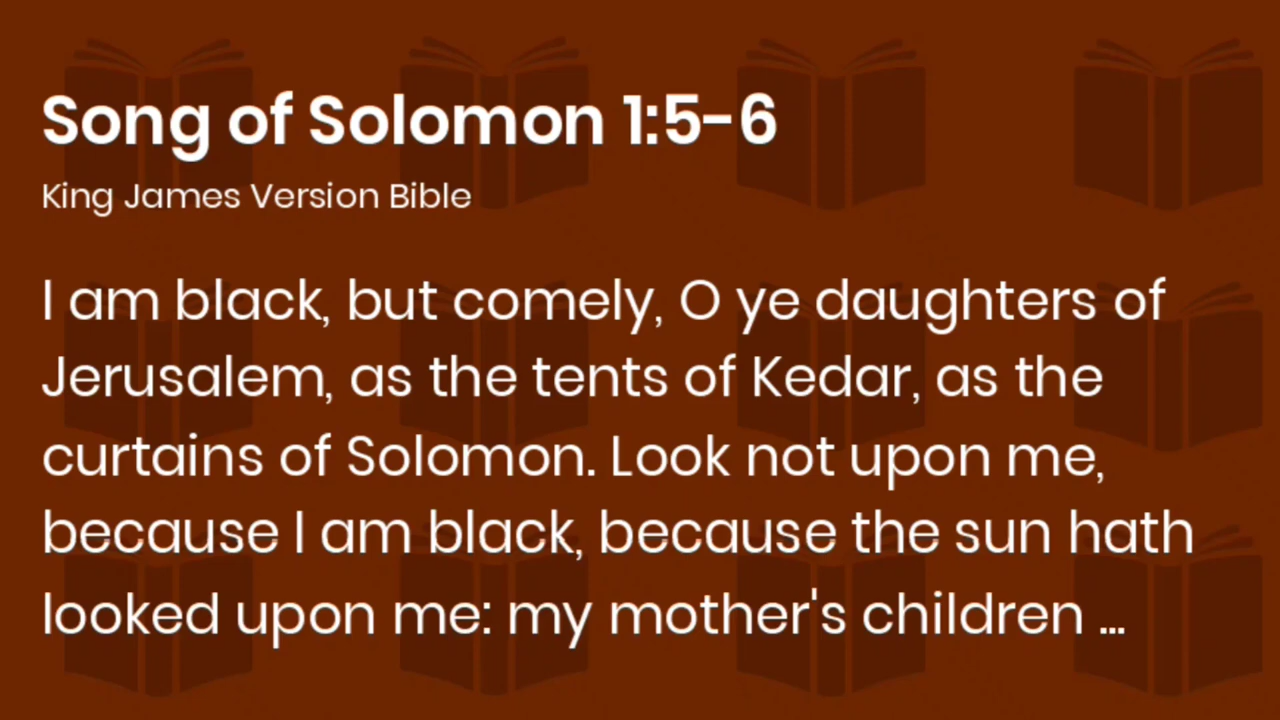 Song of Solomon 1:5-6
King James Version Bible
I am black, but comely, O ye daughters of
Jerusalem, as the tents of Kedar, as the
curtains of Solomon. Look not upon me,
because I am black, because the sun hath
looked upon me: my mother's children ...